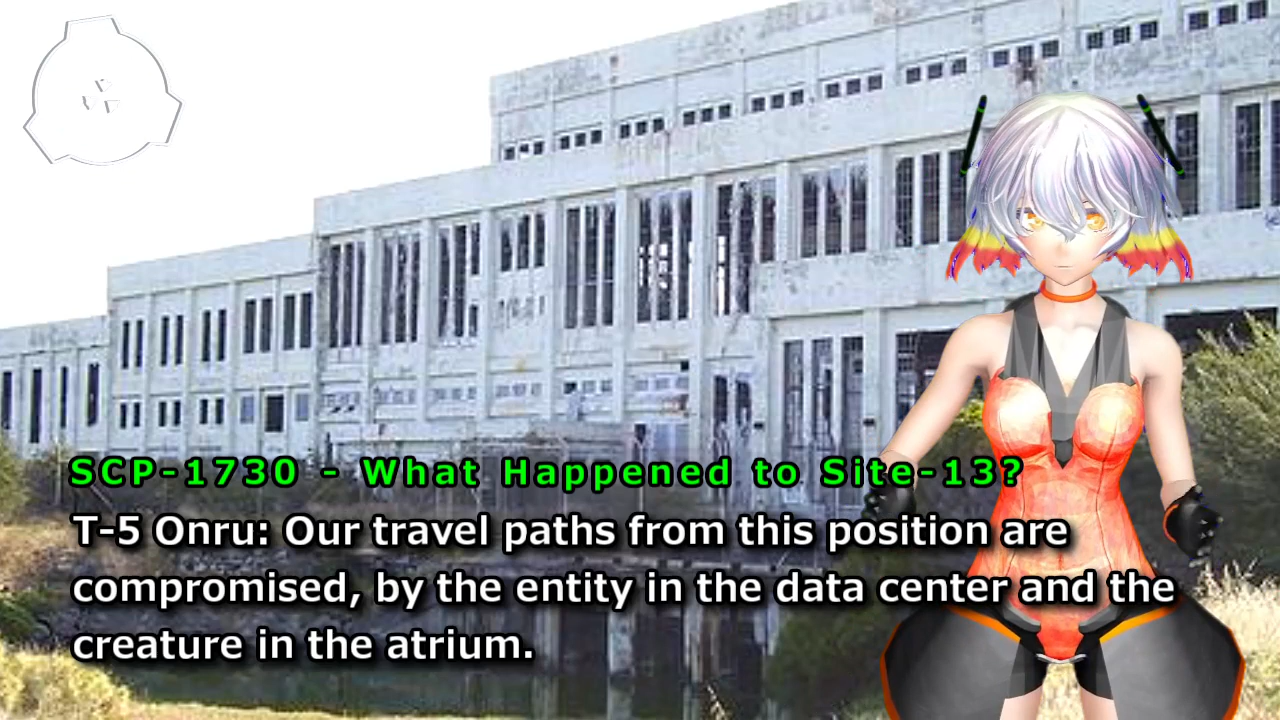 SCP-1730 - What Happened to Site-13?
T-5 Onru: Our travel paths from this position are
compromised, by the entity in the data center and the
creature in the atrium.